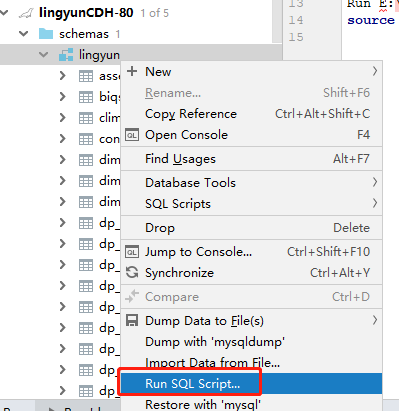 lingyunCDH-80 1 of 5
schemas 1
lingyun
asse
biqs
clim
con
dim
dim
dim
dp_
dp_
dp_
dp_
dp_
dp_
dp_
dp_
dp_
13
14
15
Run E:
source
New
Rename... Shift+F6
Copy Reference Ctrl+Alt+Shift+C
QL Open Console F4
Find Usages Alt+F7
Database Tools
SQL Scripts
Drop Delete
Jump to Console... Ctrl+Shift+F10
Synchronize Ctrl+Alt+Y
Compare Ctrl+D
Dump Data to File(s)
Dump with 'mysqldump'
Import Data from File...
Run SQL Script...
Restore with 'mysql'